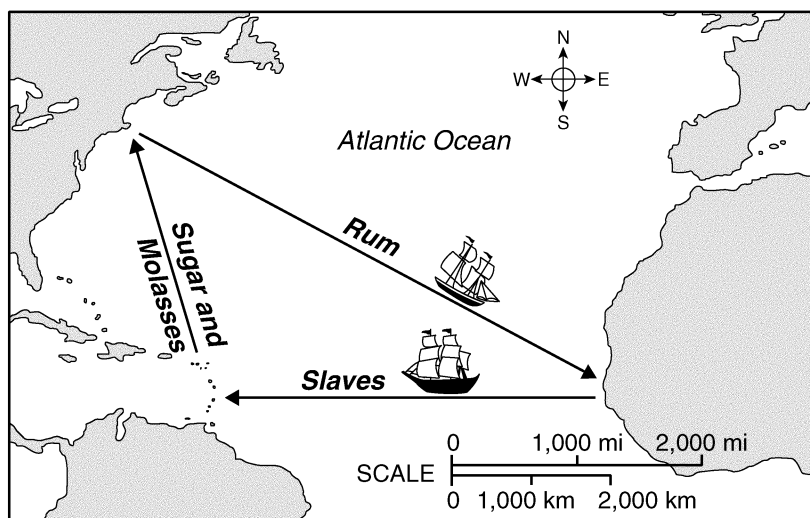 N
W E
S
Atlantic Ocean
Rum
Sugar and
Molasses
Slaves
0 1,000 mi 2,000 mi
SCALE
0 1,000 km 2,000 km